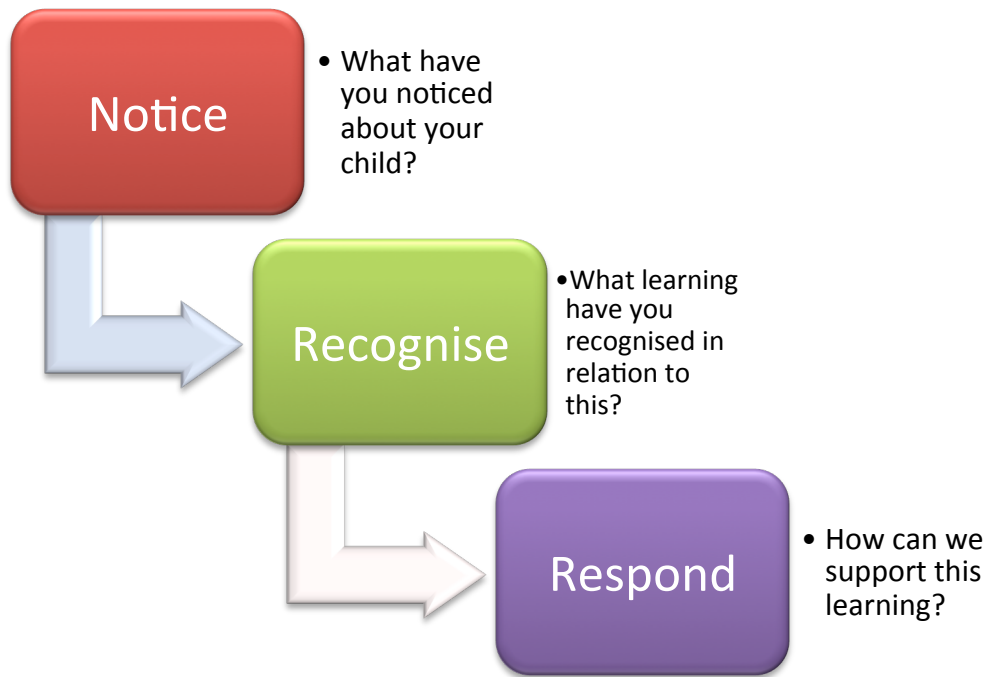 Notice
• What have
you noticed
about your
child?
Recognise
•What learning
have you
recognised in
relation to
this?
Respond
• How can we
support this
learning?